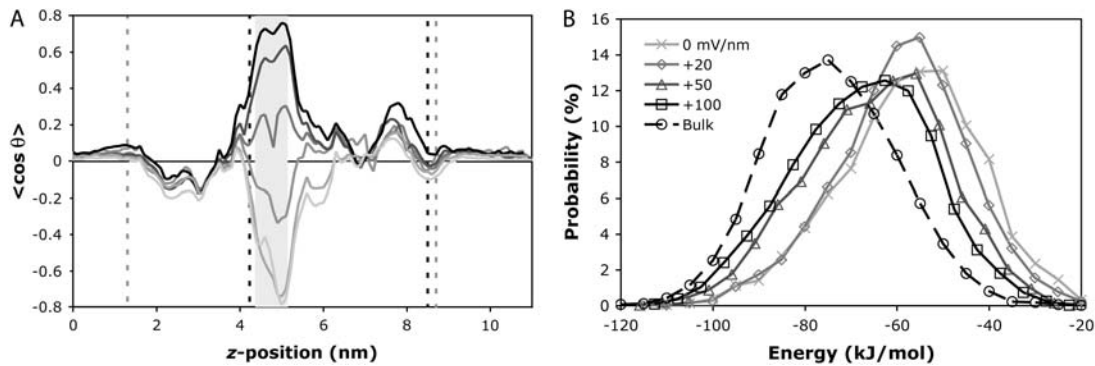 A
0.8
0.6
0.4
0.2
0
-0.2
-0.4
-0.6
-0.8
<cos θ>
0 2 4 6 8 10
z-position (nm)
B
16
14
12
10
8
6
4
2
0
Probability (%)
0 mV/nm
+20
+50
+100
Bulk
-120 -100 -80 -60 -40 -20
Energy (kJ/mol)